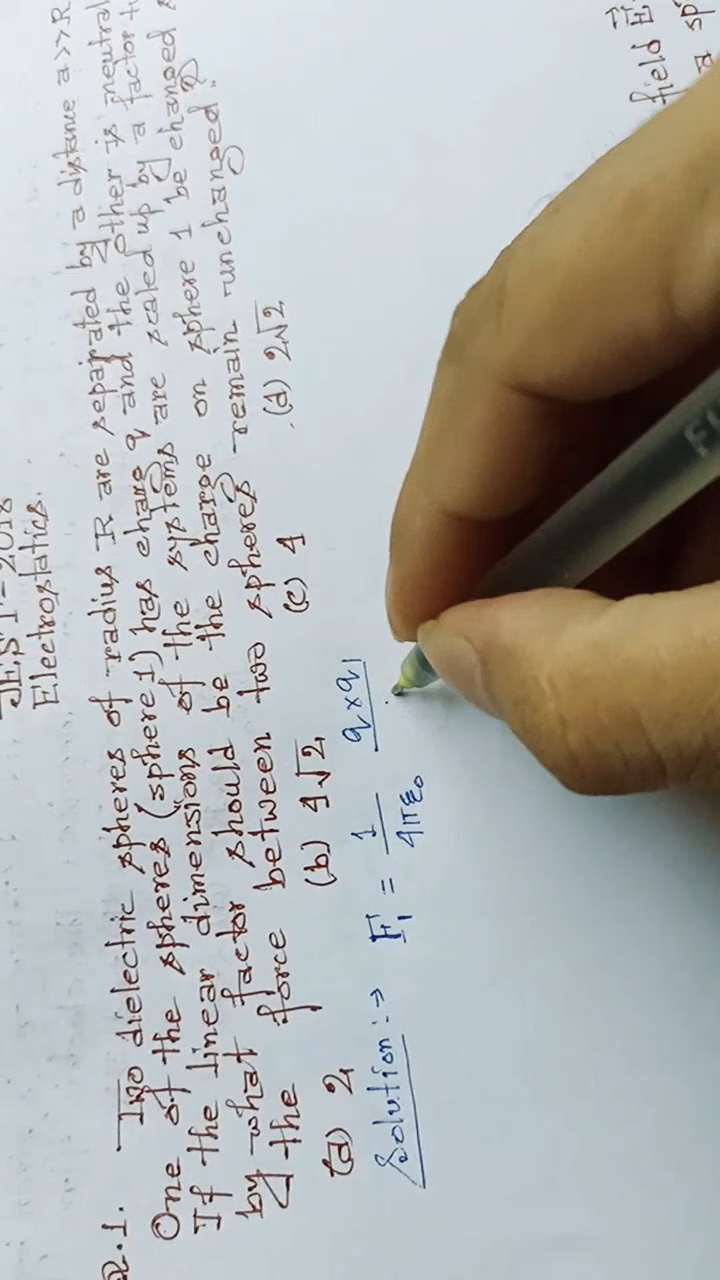 JEST-2018
Electrostatics.
Q.1. Two dielectric spheres of radius R are separated by a distance a>>R
One of the spheres (sphere 1) has charge q and the other is neutral
If the linear dimensions of the systems are scaled up by a factor
by what factor should be the charge on sphere 1 be changed
the force between two spheres remain unchanged?
(a) 2 (b) 4√2 (c) 4 (d) 2√2
Solution:→ F₁ = 1/4πε₀ q×q₁
field E
a sp